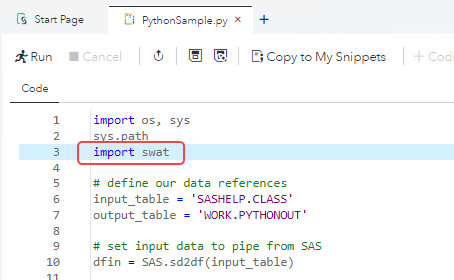 Start Page
PythonSample.py
Run Cancel Copy to My Snippets
Code
1 import os, sys
2 sys.path
3 import swat
4
5 # define our data references
6 input_table = 'SASHELP.CLASS'
7 output_table = 'WORK.PYTHONOUT'
8
9 # set input data to pipe from SAS
10 dfin = SAS.sd2df(input_table)